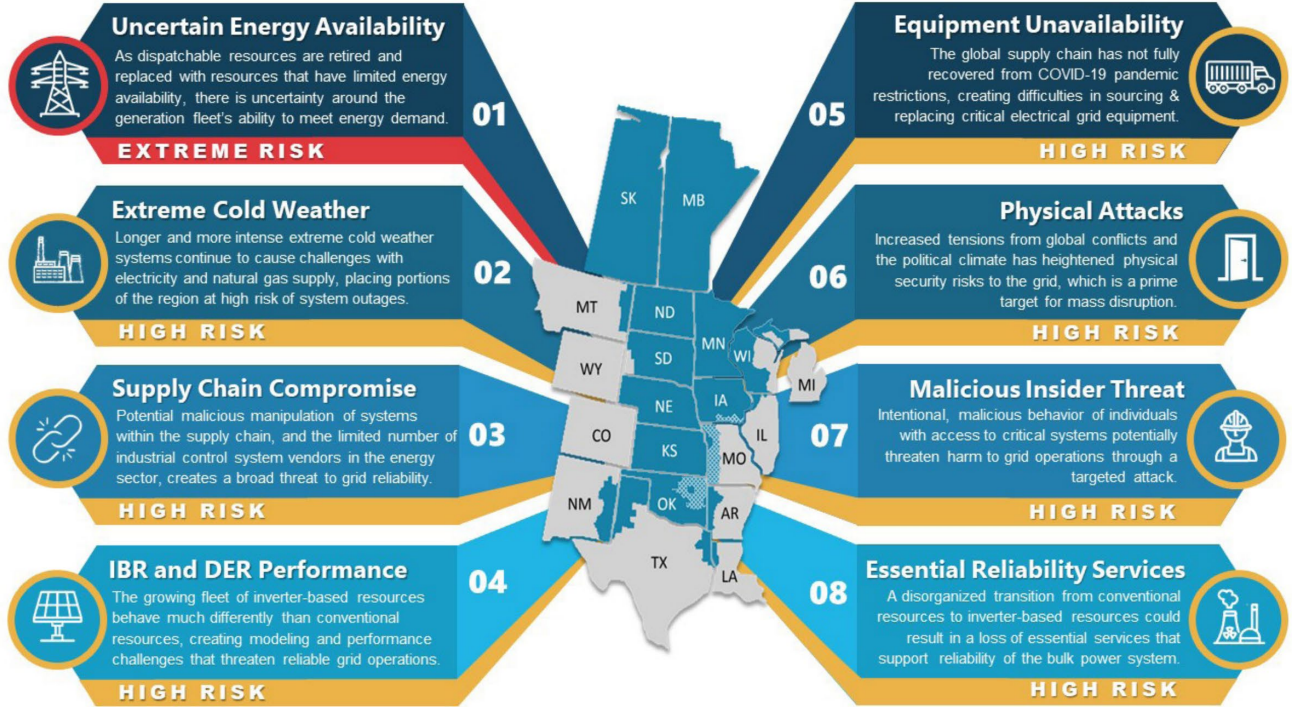 Uncertain Energy Availability
As dispatchable resources are retired and
replaced with resources that have limited energy
availability, there is uncertainty around the
generation fleet's ability to meet energy demand.
EXTREME RISK
01
Extreme Cold Weather
Longer and more intense extreme cold weather
systems continue to cause challenges with
electricity and natural gas supply, placing portions
of the region at high risk of system outages.
HIGH RISK
02
Supply Chain Compromise
Potential malicious manipulation of systems
within the supply chain, and the limited number of
industrial control system vendors in the energy
sector, creates a broad threat to grid reliability.
HIGH RISK
03
IBR and DER Performance
The growing fleet of inverter-based resources
behave much differently than conventional
resources, creating modeling and performance
challenges that threaten reliable grid operations.
HIGH RISK
04
SK
MB
MT
ND
MN
WI
WY
SD
MI
NE
IA
CO
KS
MO
IL
NM
OK
AR
TX
LA
05
Equipment Unavailability
The global supply chain has not fully
recovered from COVID-19 pandemic
restrictions, creating difficulties in sourcing &
replacing critical electrical grid equipment.
HIGH RISK
06
Physical Attacks
Increased tensions from global conflicts and
the political climate has heightened physical
security risks to the grid, which is a prime
target for mass disruption.
HIGH RISK
07
Malicious Insider Threat
Intentional, malicious behavior of individuals
with access to critical systems potentially
threaten harm to grid operations through a
targeted attack.
HIGH RISK
08
Essential Reliability Services
A disorganized transition from conventional
resources to inverter-based resources could
result in a loss of essential services that
support reliability of the bulk power system.
HIGH RISK